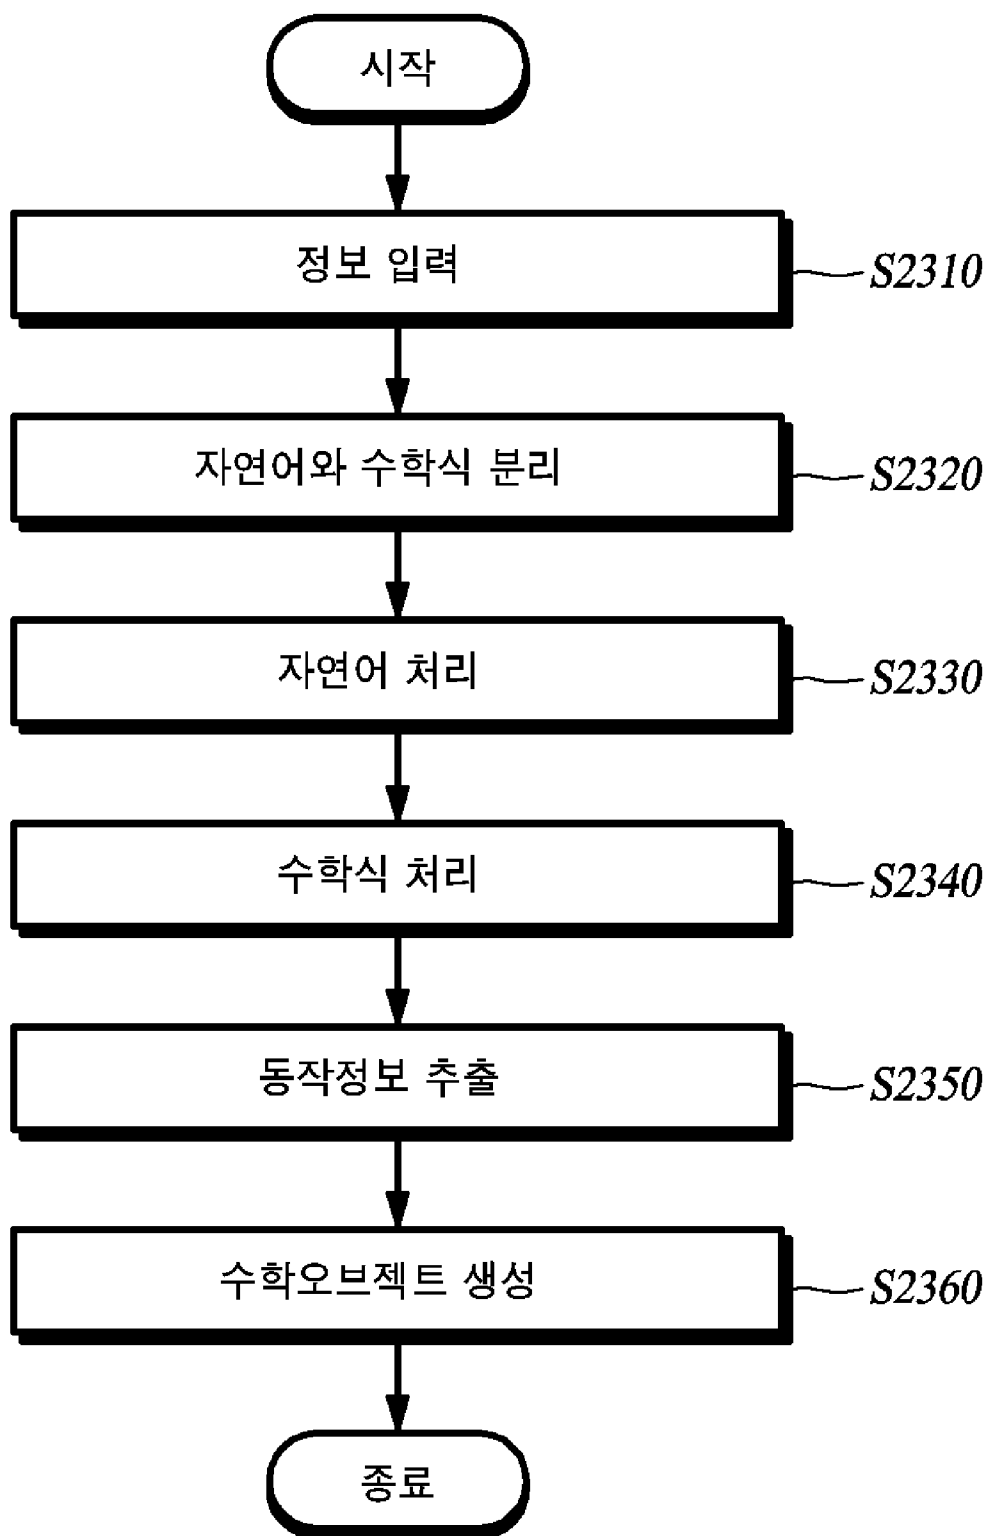 시작
정보 입력
S2310
자연어와 수학식 분리
S2320
자연어 처리
S2330
수학식 처리
S2340
동작정보 추출
S2350
수학오브젝트 생성
S2360
종료